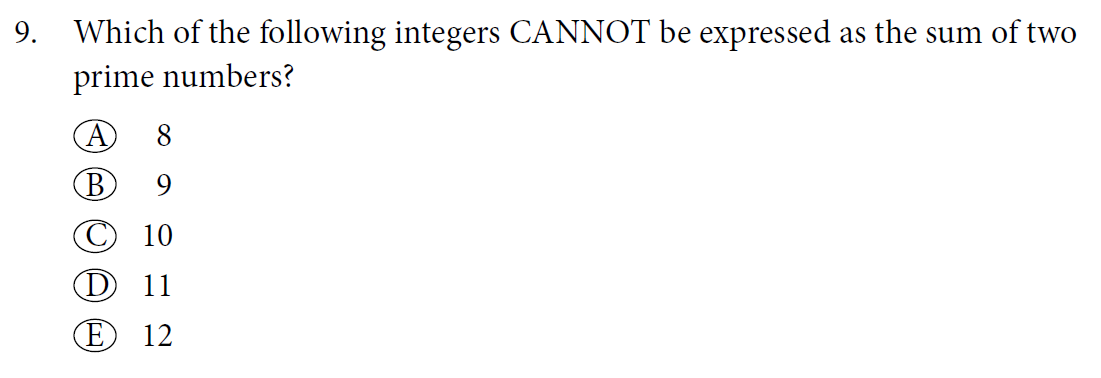 9. Which of the following integers CANNOT be expressed as the sum of two
prime numbers?
A 8
B 9
C 10
D 11
E 12